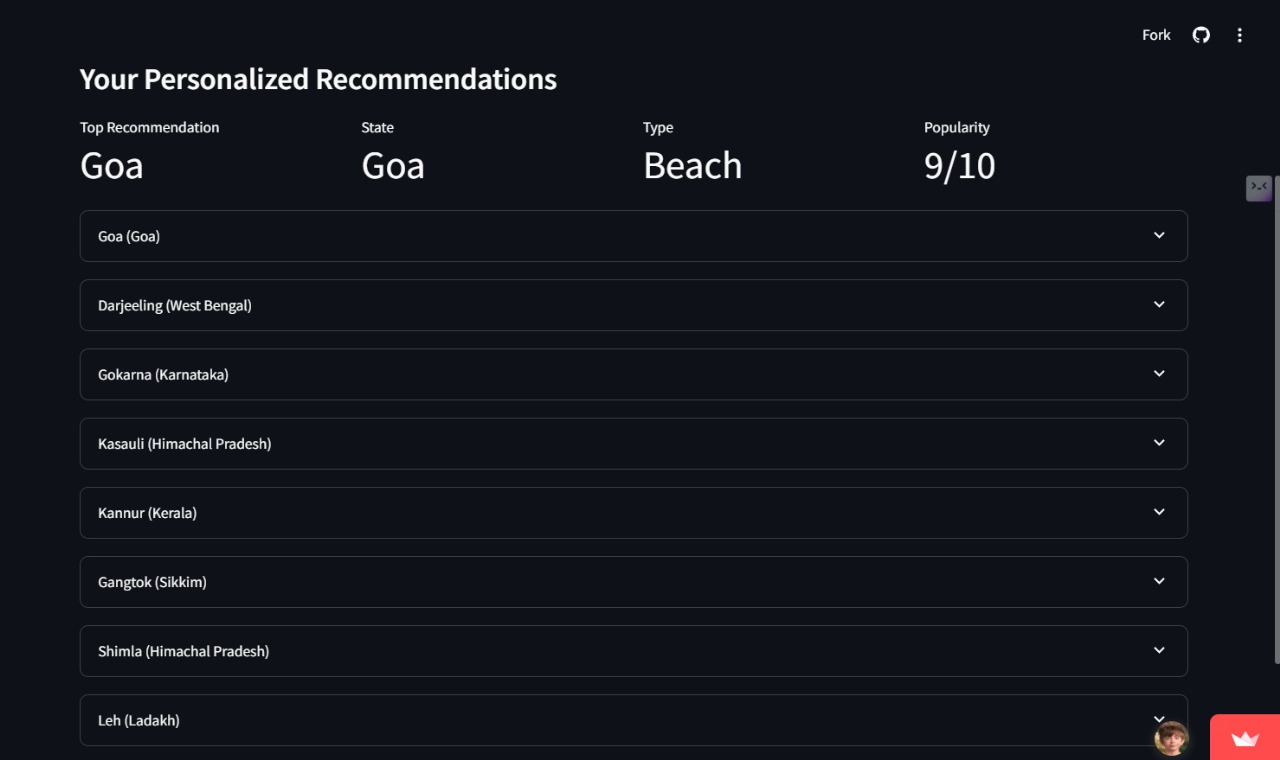 Fork
Your Personalized Recommendations
Top Recommendation State Type Popularity
Goa Goa Beach 9/10
Goa (Goa)
Darjeeling (West Bengal)
Gokarna (Karnataka)
Kasauli (Himachal Pradesh)
Kannur (Kerala)
Gangtok (Sikkim)
Shimla (Himachal Pradesh)
Leh (Ladakh)